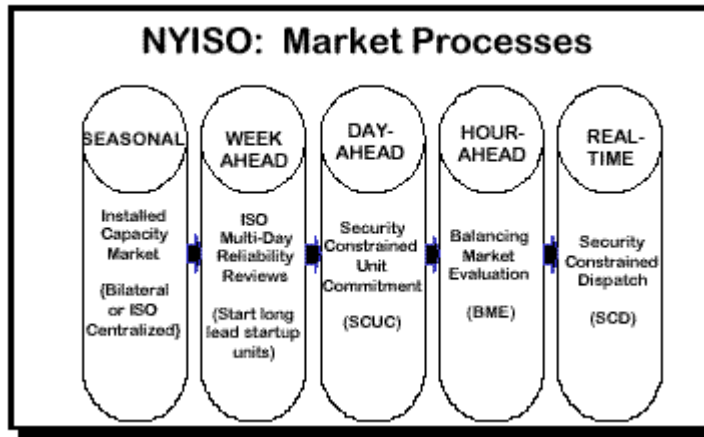 NYISO: Market Processes
SEASONAL
Installed
Capacity
Market
{Bilateral
or ISO
Centralized}
WEEK
AHEAD
ISO
Multi-Day
Reliability
Reviews
(Start long
lead startup
units)
DAY-
AHEAD
Security
Constrained
Unit
Commitment
(SCUC)
HOUR-
AHEAD
Balancing
Market
Evaluation
(BME)
REAL-
TIME
Security
Constrained
Dispatch
(SCD)